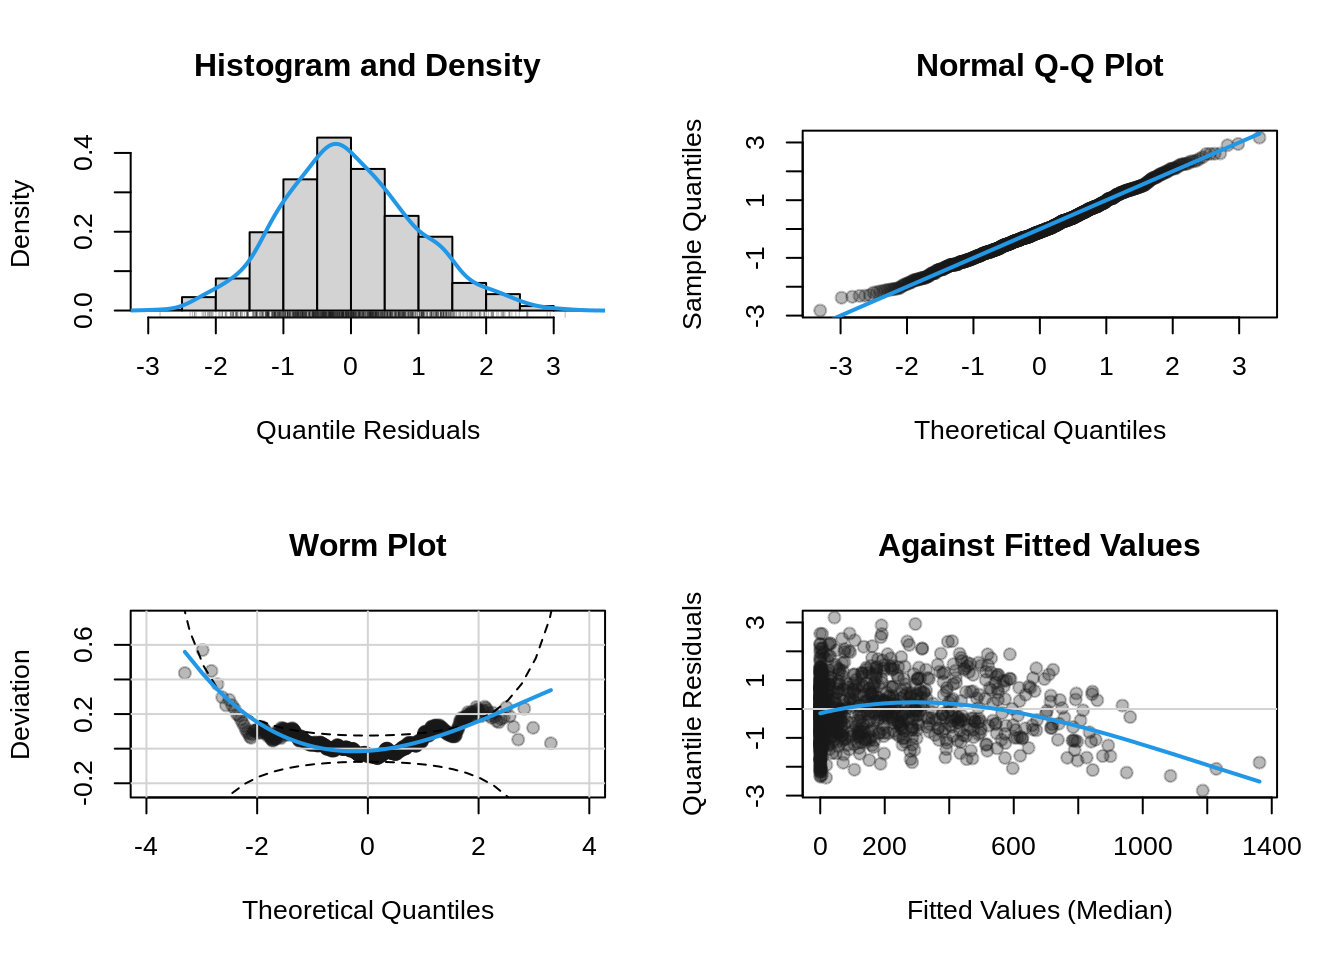 Histogram and Density
Density
0.0 0.2 0.4
-3 -2 -1 0 1 2 3
Quantile Residuals
Normal Q-Q Plot
Sample Quantiles
-3 -1 1 3
-3 -2 -1 0 1 2 3
Theoretical Quantiles
Worm Plot
Deviation
-0.2 0.2 0.6
-4 -2 0 2 4
Theoretical Quantiles
Against Fitted Values
Quantile Residuals
-3 -1 1 3
0 200 600 1000 1400
Fitted Values (Median)